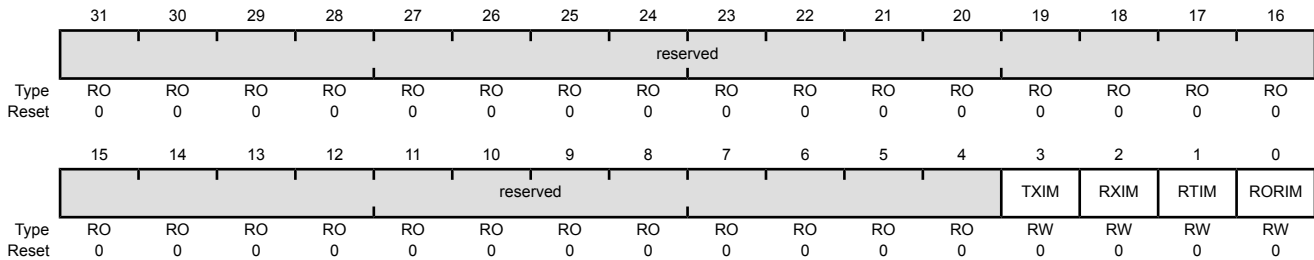 31 30 29 28 27 26 25 24 23 22 21 20 19 18 17 16
reserved
Type RO RO RO RO RO RO RO RO RO RO RO RO RO RO RO RO
Reset 0 0 0 0 0 0 0 0 0 0 0 0 0 0 0 0
15 14 13 12 11 10 9 8 7 6 5 4 3 2 1 0
reserved TXIM RXIM RTIM RORIM
Type RO RO RO RO RO RO RO RO RO RO RO RO RW RW RW RW
Reset 0 0 0 0 0 0 0 0 0 0 0 0 0 0 0 0